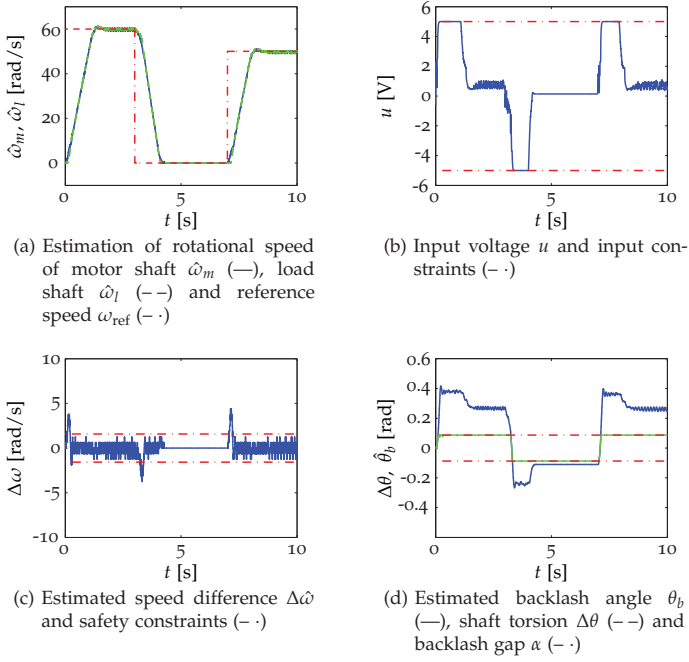 60
40
20
0
0
5
10
ω̂m, ω̂l [rad/s]
t [s]
(a) Estimation of rotational speed
of motor shaft ω̂m (—), load
shaft ω̂l (– –) and reference
speed ωref (– ·)
6
4
2
0
-2
-4
-6
0
5
10
u [V]
t [s]
(b) Input voltage u and input con-
straints (– ·)
10
5
0
-5
-10
0
5
10
Δω [rad/s]
t [s]
(c) Estimated speed difference Δω̂
and safety constraints (– ·)
0.6
0.4
0.2
0
-0.2
-0.4
0
5
10
Δθ, θ̂b [rad]
t [s]
(d) Estimated backlash angle θb
(—), shaft torsion Δθ (– –) and
backlash gap α (– ·)